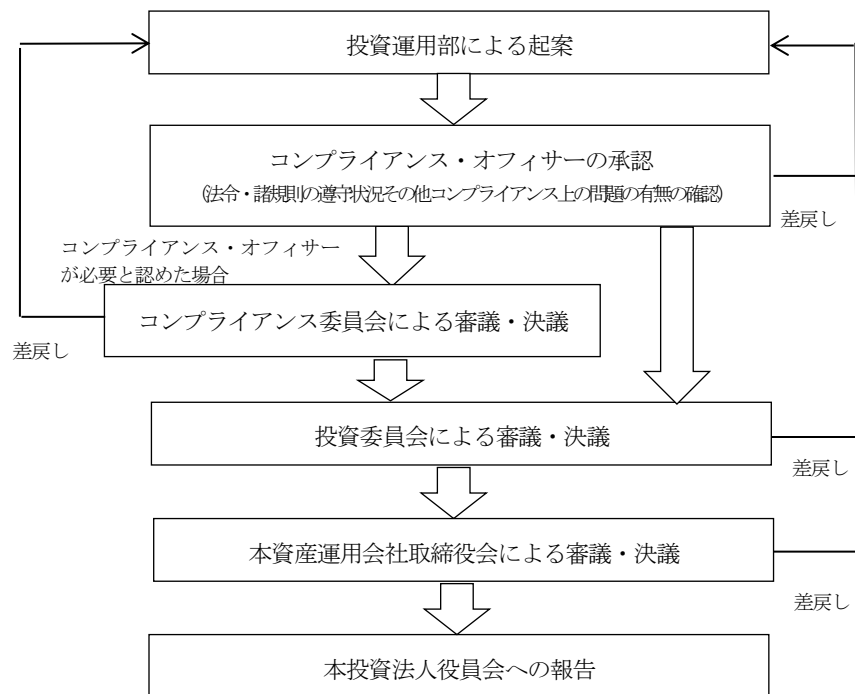 投資運用部による起案
コンプライアンス・オフィサーの承認
(法令・諸規則の遵守状況その他コンプライアンス上の問題の有無の確認)
差戻し
コンプライアンス・オフィサー
が必要と認めた場合
コンプライアンス委員会による審議・決議
差戻し
投資委員会による審議・決議
差戻し
本資産運用会社取締役会による審議・決議
差戻し
本投資法人役員会への報告